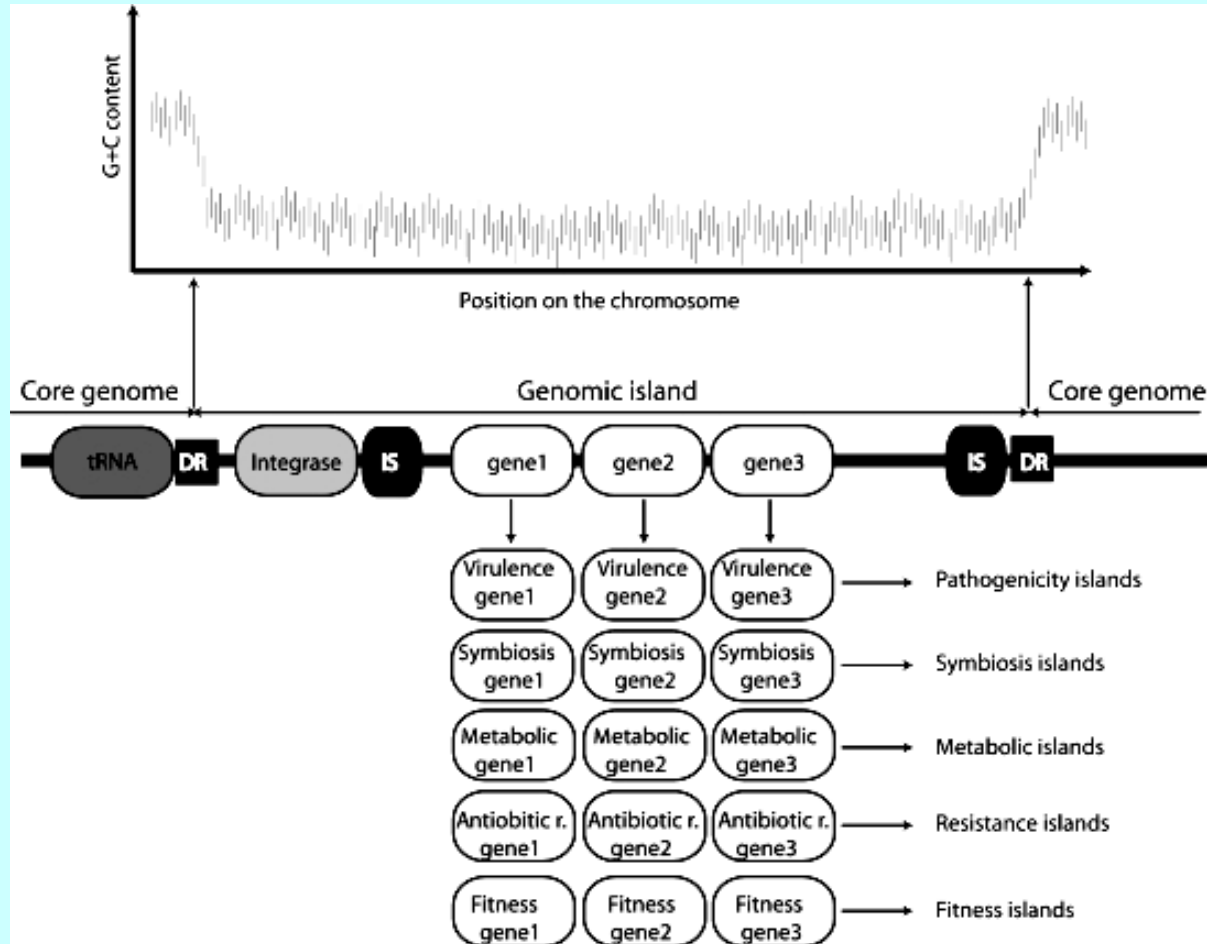 G+C content
Position on the chromosome
Core genome
Genomic island
Core genome
tRNA
DR
Integrase
IS
gene1
gene2
gene3
IS
DR
Virulence
gene1
Virulence
gene2
Virulence
gene3
Pathogenicity islands
Symbiosis
gene1
Symbiosis
gene2
Symbiosis
gene3
Symbiosis islands
Metabolic
gene1
Metabolic
gene2
Metabolic
gene3
Metabolic islands
Antiobitic r.
gene1
Antibiotic r.
gene2
Antibiotic r.
gene3
Resistance islands
Fitness
gene1
Fitness
gene2
Fitness
gene3
Fitness islands